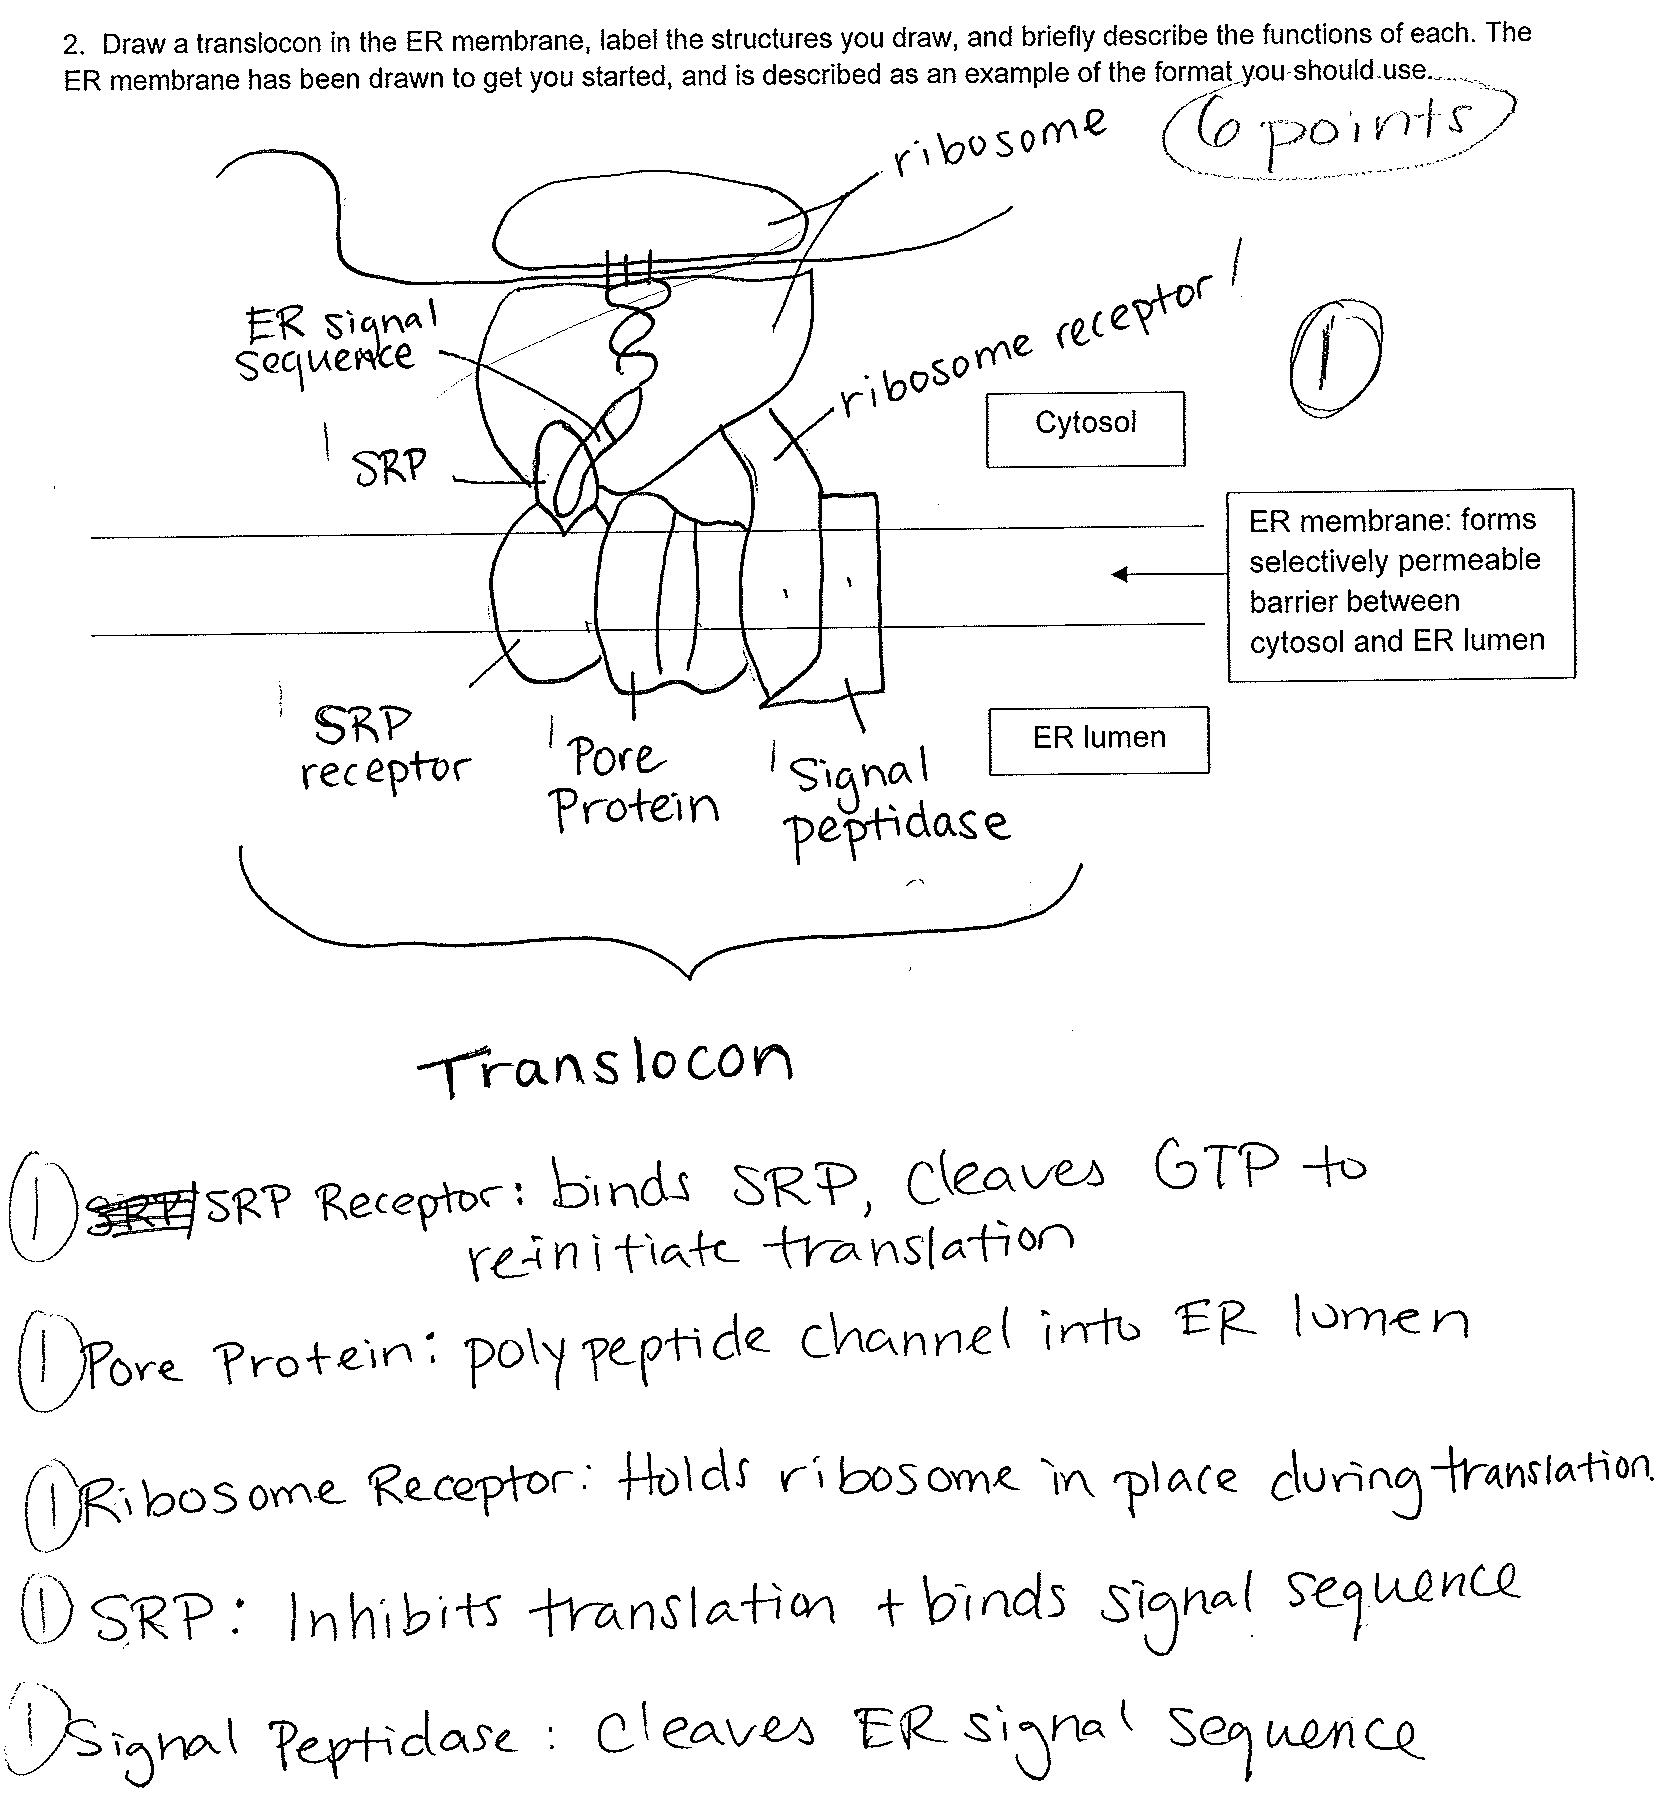 2. Draw a translocon in the ER membrane, label the structures you draw, and briefly describe the functions of each. The
ER membrane has been drawn to get you started, and is described as an example of the format you should use.
6 points
ribosome
ER signal
sequence
ribosome receptor
1
1
Cytosol
1
SRP
ER membrane: forms
selectively permeable
barrier between
cytosol and ER lumen
1
SRP
receptor
1
Pore
Protein
1
Signal
peptidase
ER lumen
Translocon
1 SRP Receptor: binds SRP, cleaves GTP to
reinitiate translation
1 Pore Protein: polypeptide channel into ER lumen
1 Ribosome Receptor: Holds ribosome in place during translation.
1 SRP: Inhibits translation + binds signal sequence
1 Signal Peptidase: cleaves ER signal sequence